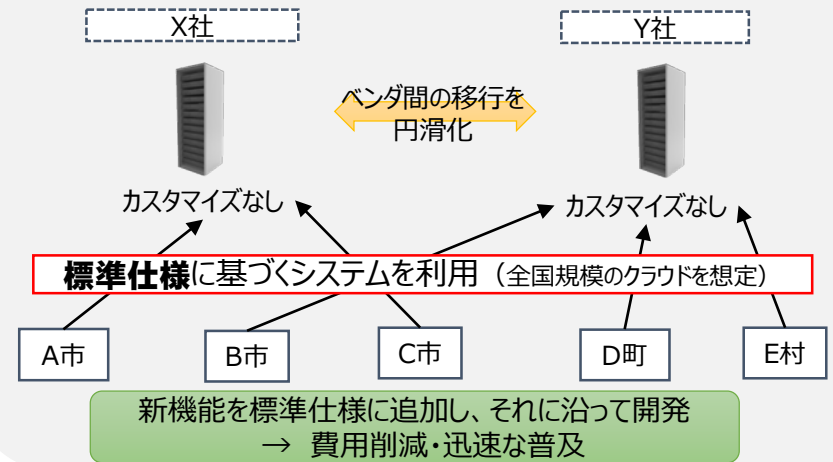 X社
Y社
ベンダ間の移行を
円滑化
カスタマイズなし
カスタマイズなし
標準仕様に基づくシステムを利用（全国規模のクラウドを想定）
A市
B市
C市
D町
E村
新機能を標準仕様に追加し、それに沿って開発
→ 費用削減・迅速な普及